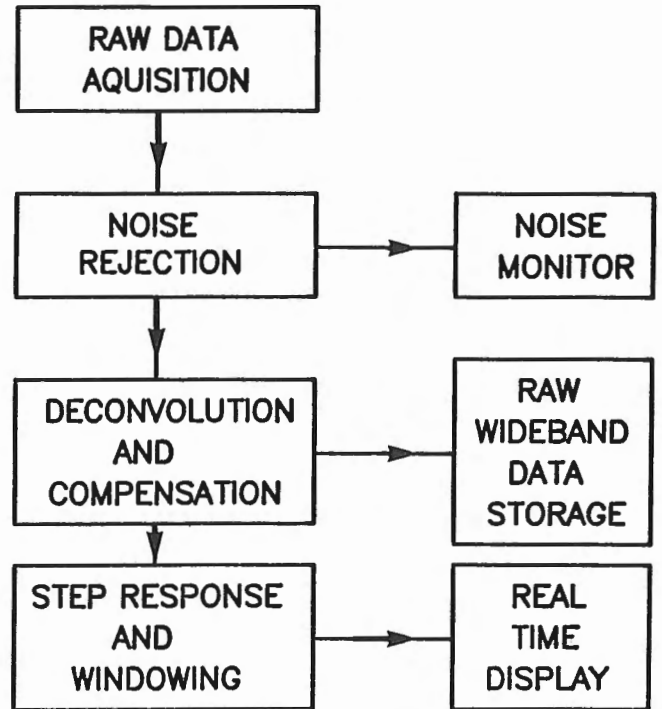 RAW DATA
AQUISITION
NOISE
REJECTION
NOISE
MONITOR
DECONVOLUTION
AND
COMPENSATION
RAW
WIDEBAND
DATA
STORAGE
STEP RESPONSE
AND
WINDOWING
REAL
TIME
DISPLAY